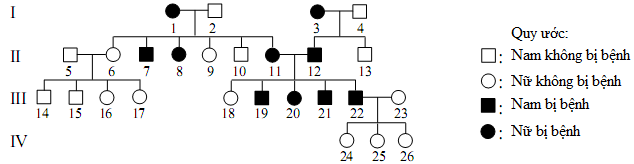 I
1 2 3 4
Quy ước:
II
5 6 7 8 9 10 11 12 13
: Nam không bị bệnh
: Nữ không bị bệnh
III
14 15 16 17 18 19 20 21 22 23
: Nam bị bệnh
: Nữ bị bệnh
IV
24 25 26